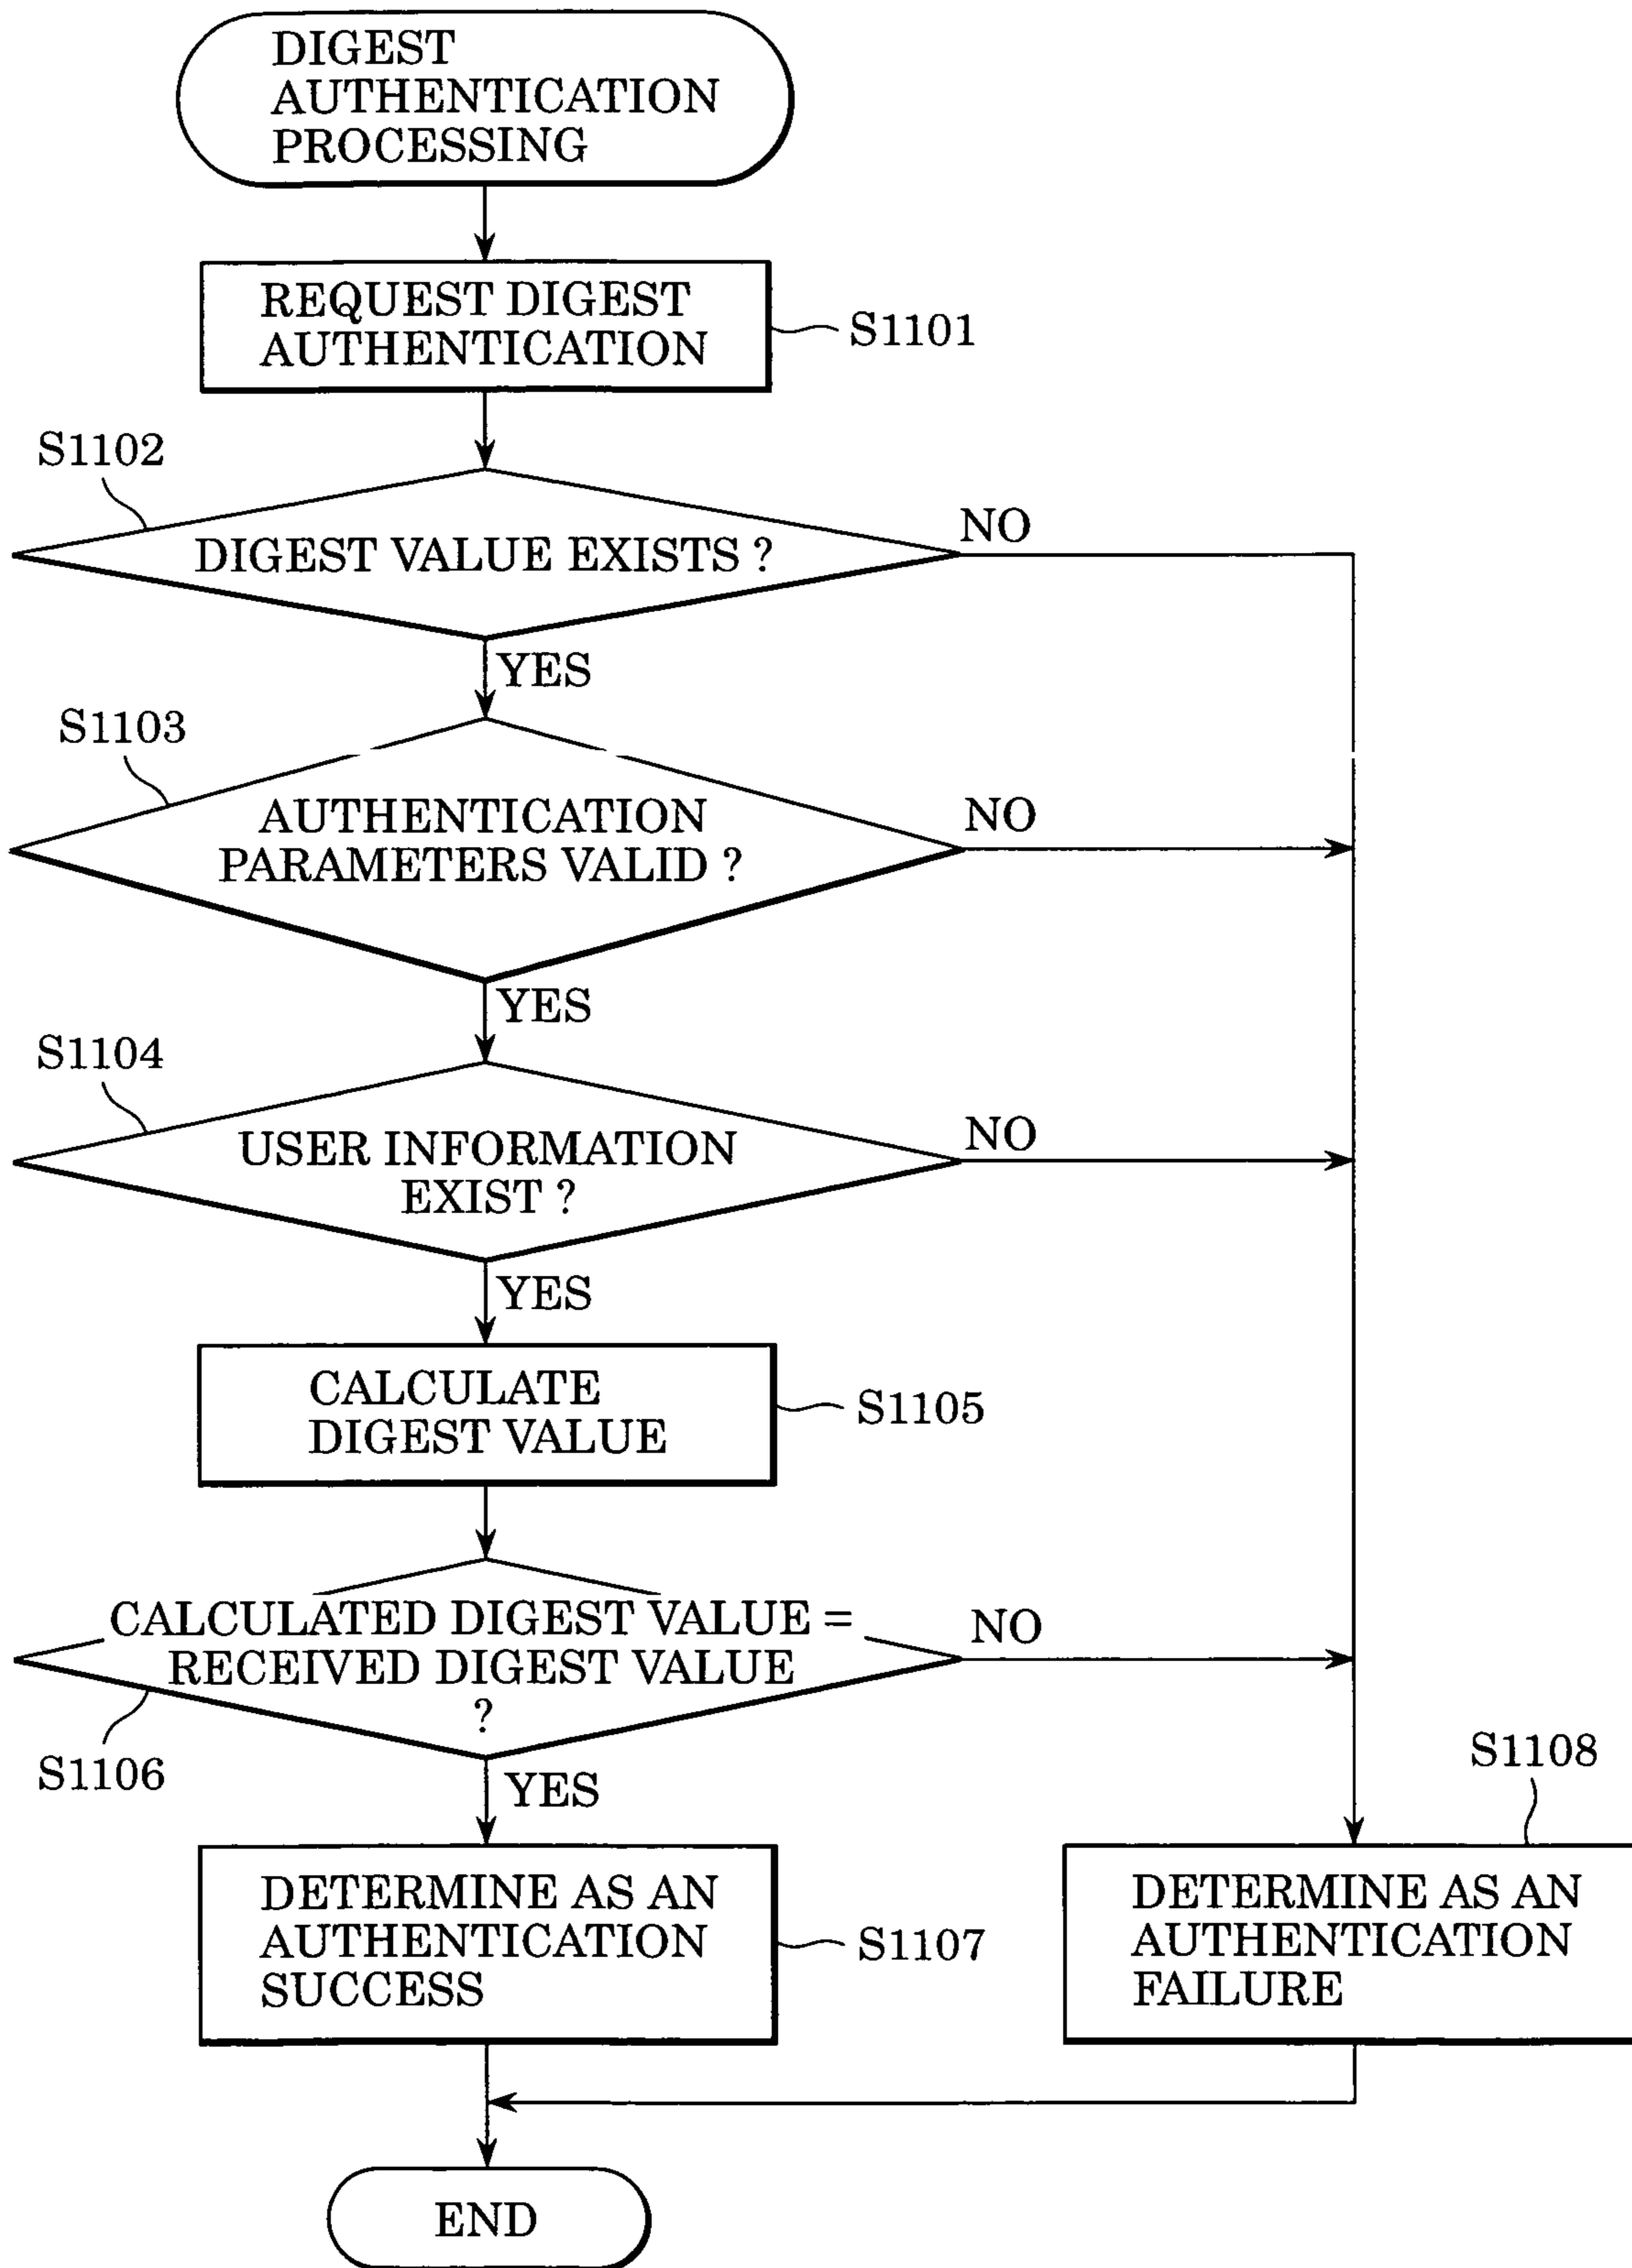 DIGEST
AUTHENTICATION
PROCESSING
REQUEST DIGEST
AUTHENTICATION
S1101
S1102
DIGEST VALUE EXISTS ?
NO
YES
S1103
AUTHENTICATION
PARAMETERS VALID ?
NO
YES
S1104
USER INFORMATION
EXIST ?
NO
YES
CALCULATE
DIGEST VALUE
S1105
CALCULATED DIGEST VALUE =
RECEIVED DIGEST VALUE
?
NO
S1106
YES
DETERMINE AS AN
AUTHENTICATION
SUCCESS
S1107
S1108
DETERMINE AS AN
AUTHENTICATION
FAILURE
END